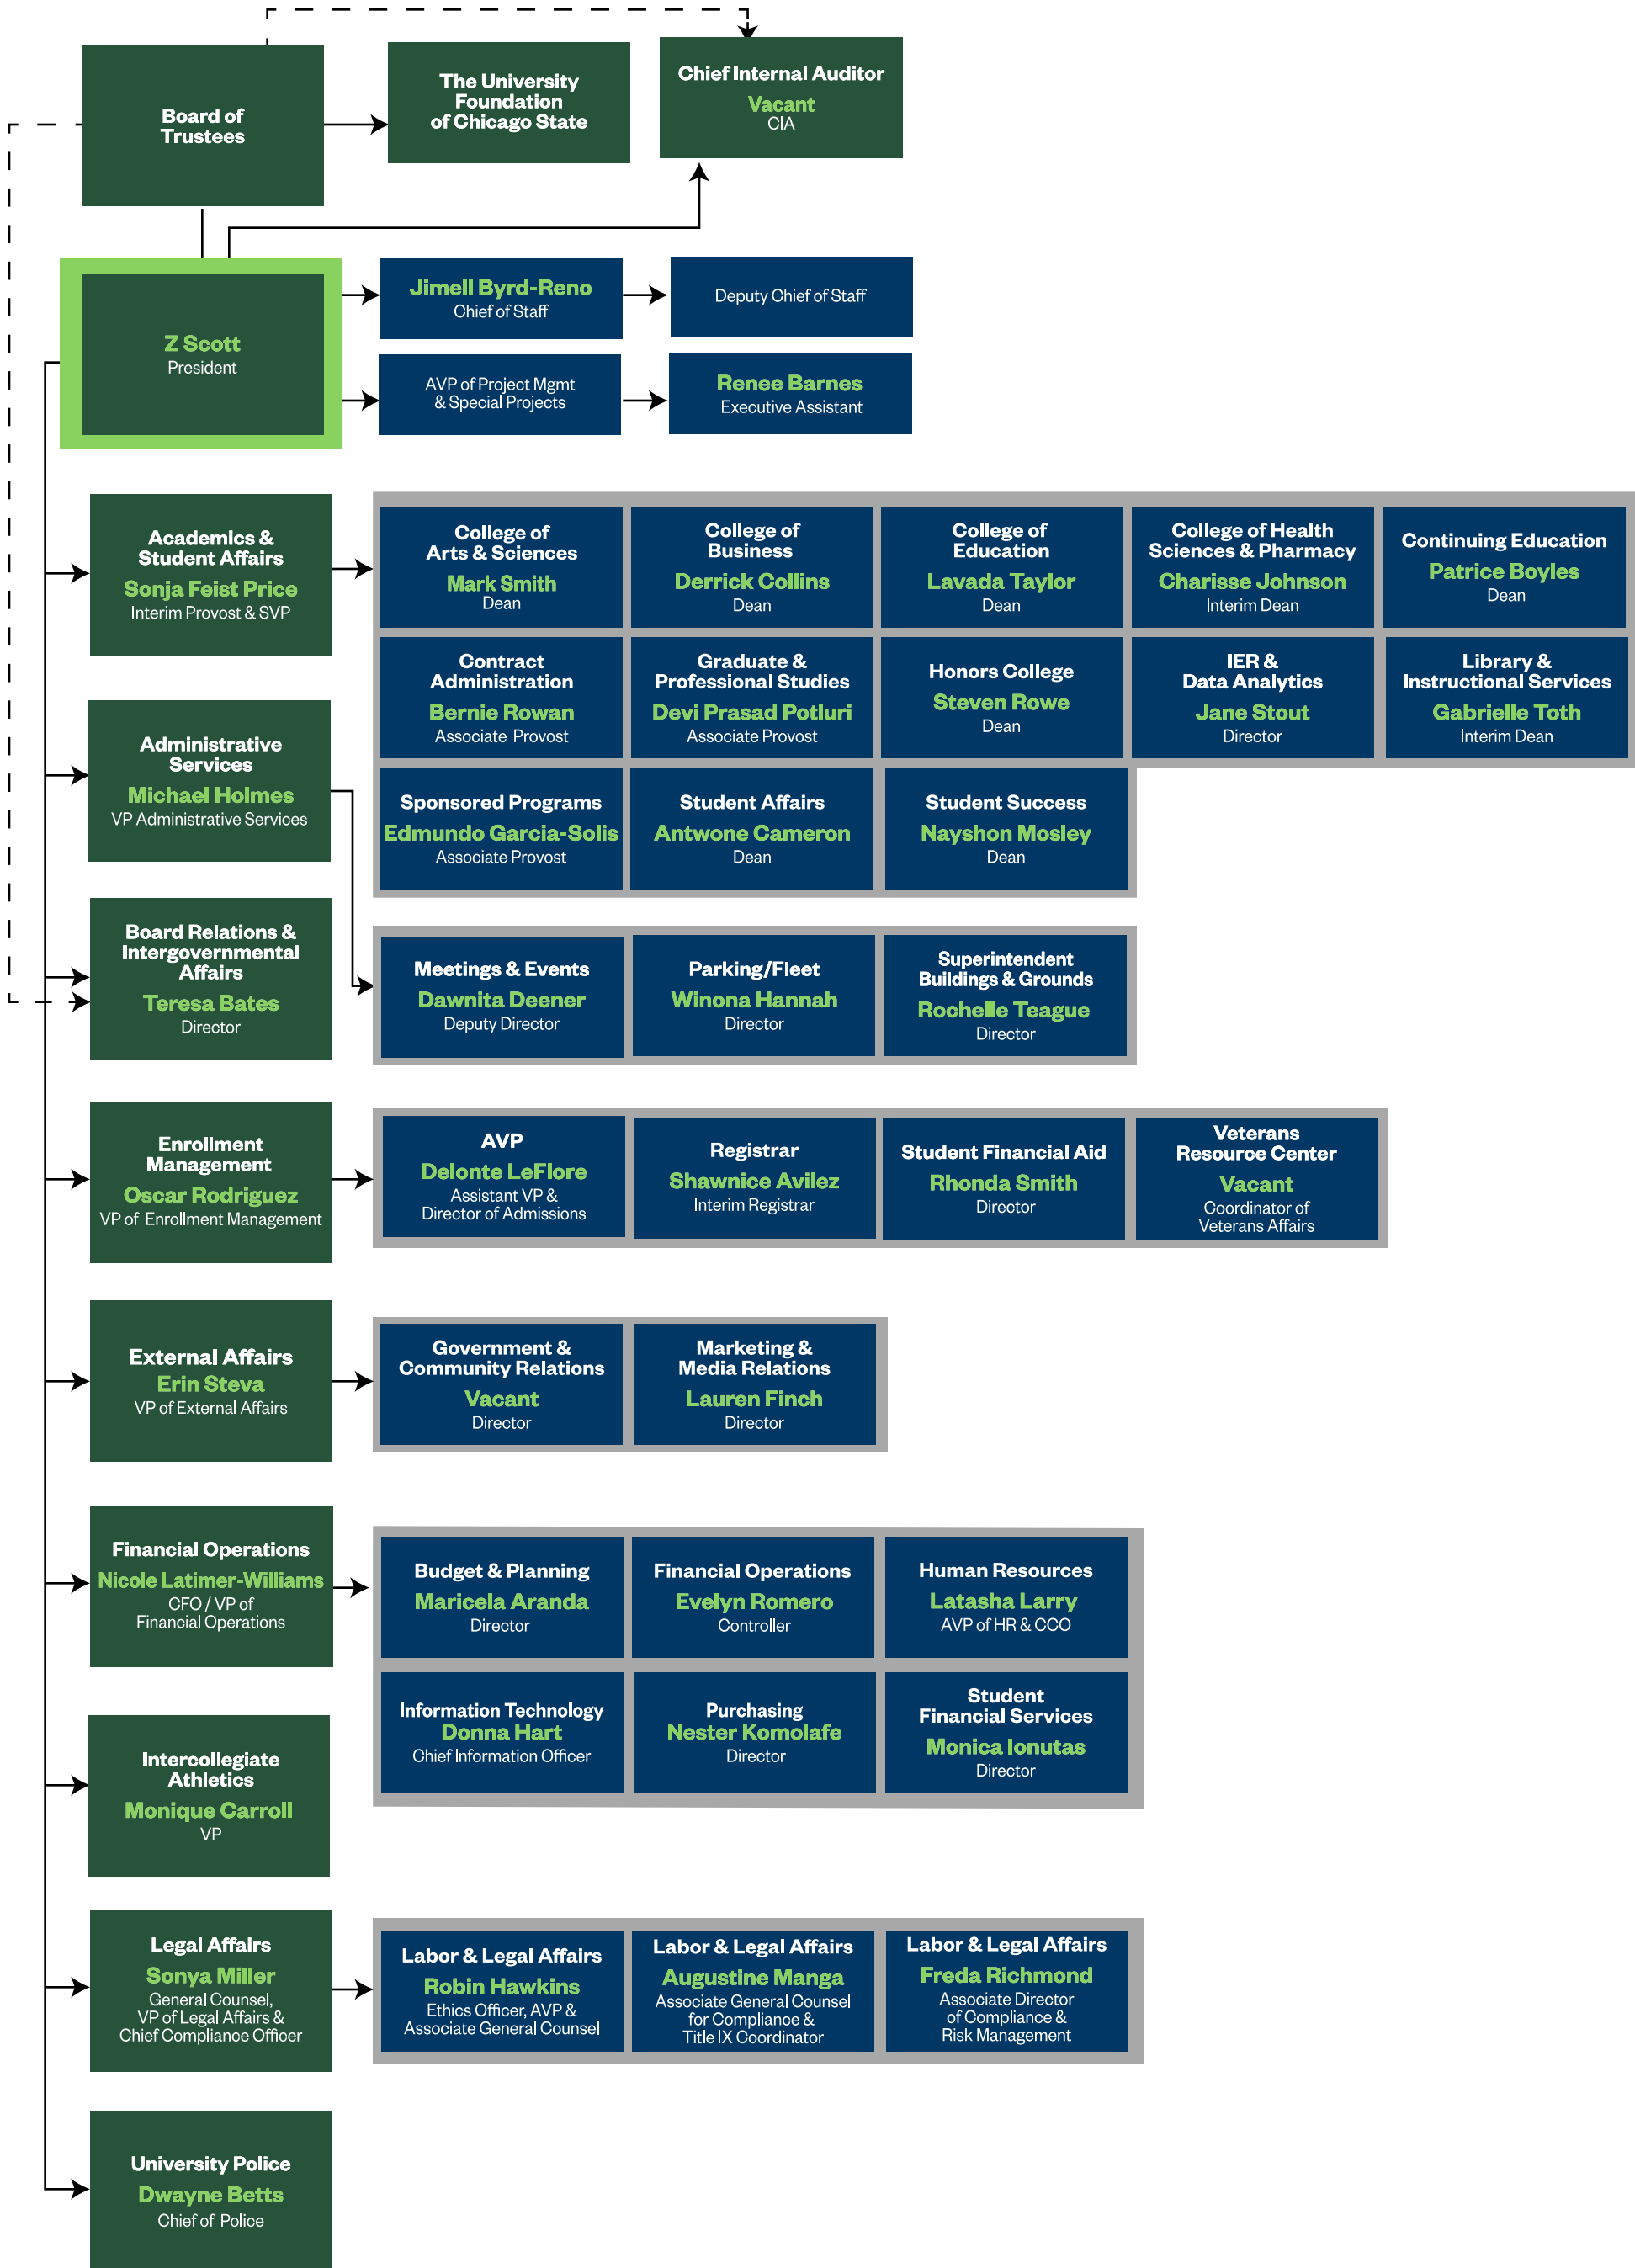 Board of
Trustees
The University
Foundation
of Chicago State
Chief Internal Auditor
Vacant
CIA
Z Scott
President
Jimell Byrd-Reno
Chief of Staff
Deputy Chief of Staff
AVP of Project Mgmt
& Special Projects
Renee Barnes
Executive Assistant
Academics &
Student Affairs
Sonja Feist Price
Interim Provost & SVP
College of
Arts & Sciences
Mark Smith
Dean
College of
Business
Derrick Collins
Dean
College of
Education
Lavada Taylor
Dean
College of Health
Sciences & Pharmacy
Charisse Johnson
Interim Dean
Continuing Education
Patrice Boyles
Dean
Contract
Administration
Bernie Rowan
Associate Provost
Graduate &
Professional Studies
Devi Prasad Potluri
Associate Provost
Honors College
Steven Rowe
Dean
IER &
Data Analytics
Jane Stout
Director
Library &
Instructional Services
Gabrielle Toth
Interim Dean
Sponsored Programs
Edmundo Garcia-Solis
Associate Provost
Student Affairs
Antwone Cameron
Dean
Student Success
Nayshon Mosley
Dean
Administrative
Services
Michael Holmes
VP Administrative Services
Meetings & Events
Dawnita Deener
Deputy Director
Parking/Fleet
Winona Hannah
Director
Superintendent
Buildings & Grounds
Rochelle Teague
Director
Board Relations &
Intergovernmental
Affairs
Teresa Bates
Director
Enrollment
Management
Oscar Rodriguez
VP of Enrollment Management
AVP
Delonte LeFlore
Assistant VP &
Director of Admissions
Registrar
Shawnice Avilez
Interim Registrar
Student Financial Aid
Rhonda Smith
Director
Veterans
Resource Center
Vacant
Coordinator of
Veterans Affairs
External Affairs
Erin Steva
VP of External Affairs
Government &
Community Relations
Vacant
Director
Marketing &
Media Relations
Lauren Finch
Director
Financial Operations
Nicole Latimer-Williams
CFO / VP of
Financial Operations
Budget & Planning
Maricela Aranda
Director
Financial Operations
Evelyn Romero
Controller
Human Resources
Latasha Larry
AVP of HR & CCO
Information Technology
Donna Hart
Chief Information Officer
Purchasing
Nester Komolafe
Director
Student
Financial Services
Monica Ionutas
Director
Intercollegiate
Athletics
Monique Carroll
VP
Legal Affairs
Sonya Miller
General Counsel,
VP of Legal Affairs &
Chief Compliance Officer
Labor & Legal Affairs
Robin Hawkins
Ethics Officer, AVP &
Associate General Counsel
Labor & Legal Affairs
Augustine Manga
Associate General Counsel
for Compliance &
Title IX Coordinator
Labor & Legal Affairs
Freda Richmond
Associate Director
of Compliance &
Risk Management
University Police
Dwayne Betts
Chief of Police